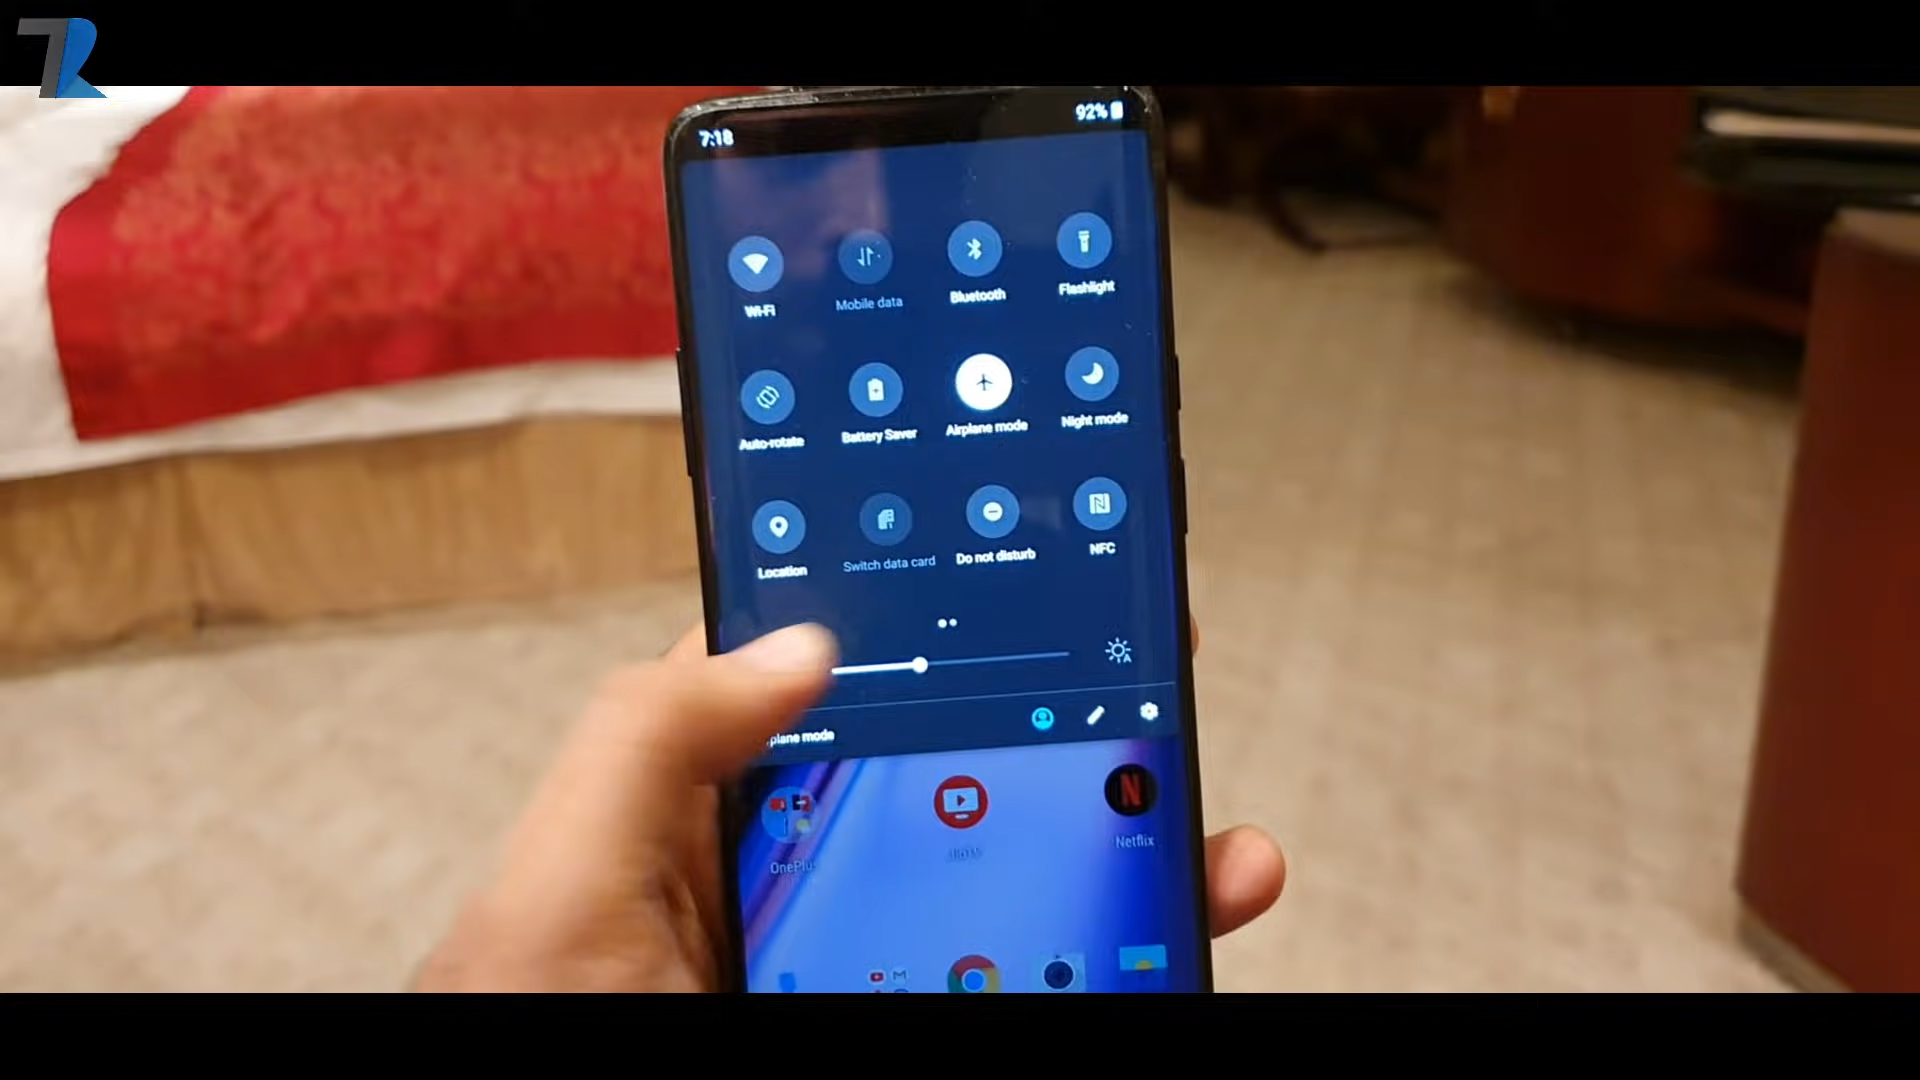 7:18
92%
Wi-Fi
Mobile data
Bluetooth
Flashlight
Auto-rotate
Battery Saver
Airplane mode
Night mode
Location
Switch data card
Do not disturb
NFC
plane mode
OnePlus
Netflix